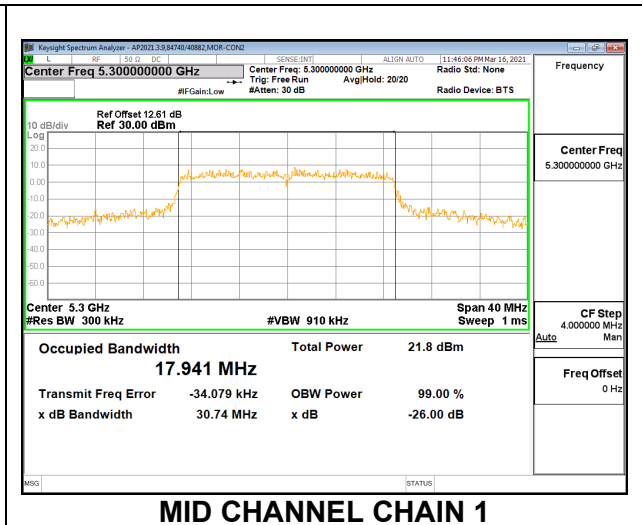 Keysight Spectrum Analyzer - AP2021.3.9,84740/40882,MOR-CON2
L RF 50 Ω DC SENSE:INT ALIGN AUTO 11:46:06 PM Mar 16, 2021
Center Freq 5.300000000 GHz Center Freq: 5.300000000 GHz Radio Std: None Frequency
Trig: Free Run Avg|Hold: 20/20
#IFGain:Low #Atten: 30 dB Radio Device: BTS
Ref Offset 12.61 dB
10 dB/div Ref 30.00 dBm
Log
20.0
10.0
0.00
-10.0
-20.0
-30.0
-40.0
-50.0
-60.0
Center Freq
5.300000000 GHz
Center 5.3 GHz Span 40 MHz
#Res BW 300 kHz #VBW 910 kHz Sweep 1 ms
CF Step
4.000000 MHz
Auto Man
Occupied Bandwidth Total Power 21.8 dBm
17.941 MHz
Freq Offset
0 Hz
Transmit Freq Error -34.079 kHz OBW Power 99.00 %
x dB Bandwidth 30.74 MHz x dB -26.00 dB
MSG STATUS
MID CHANNEL CHAIN 1